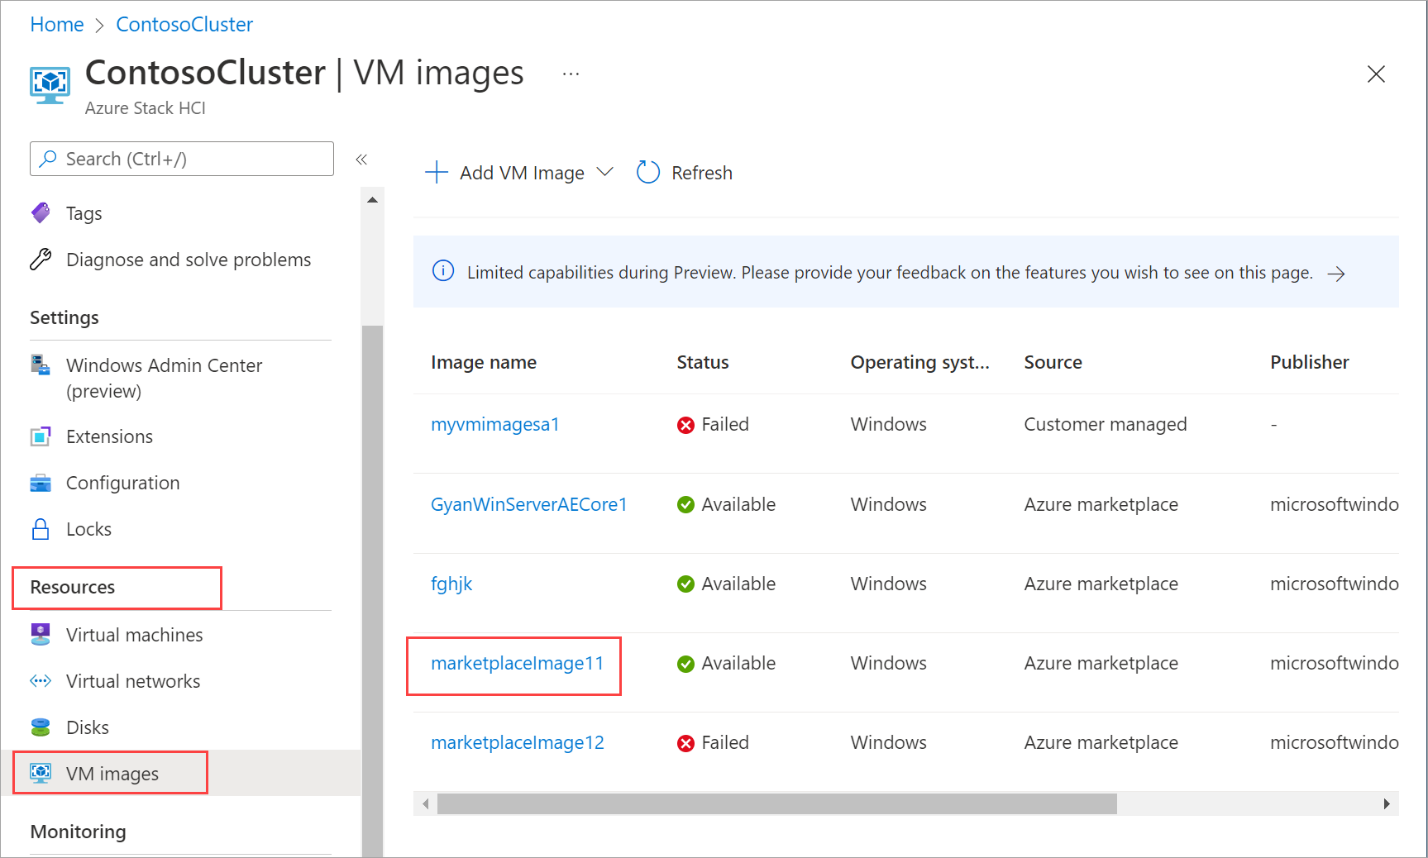 Home > ContosoCluster
ContosoCluster | VM images ...
Azure Stack HCI
Search (Ctrl+/) «
Add VM Image Refresh
Tags
Diagnose and solve problems
Limited capabilities during Preview. Please provide your feedback on the features you wish to see on this page. →
Settings
Windows Admin Center
(preview)
Extensions
Configuration
Locks
Resources
Virtual machines
Virtual networks
Disks
VM images
Monitoring
Image name Status Operating syst... Source Publisher
myvmimagesa1 Failed Windows Customer managed -
GyanWinServerAECore1 Available Windows Azure marketplace microsoftwindo
fghjk Available Windows Azure marketplace microsoftwindo
marketplaceImage11 Available Windows Azure marketplace microsoftwindo
marketplaceImage12 Failed Windows Azure marketplace microsoftwindo